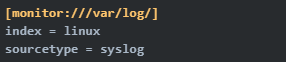 [monitor:///var/log/]
index = linux
sourcetype = syslog